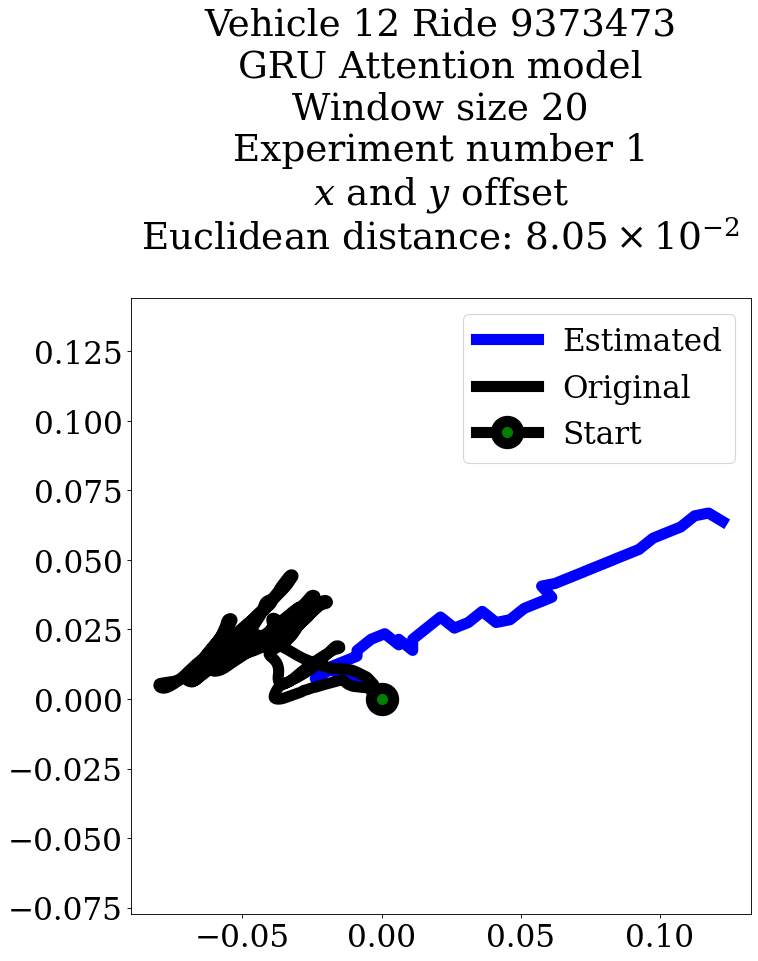 Vehicle 12 Ride 9373473
GRU Attention model
Window size 20
Experiment number 1
x and y offset
Euclidean distance: 8.05 × 10⁻²
Estimated
Original
Start
0.125
0.100
0.075
0.050
0.025
0.000
−0.025
−0.050
−0.075
−0.05 0.00 0.05 0.10